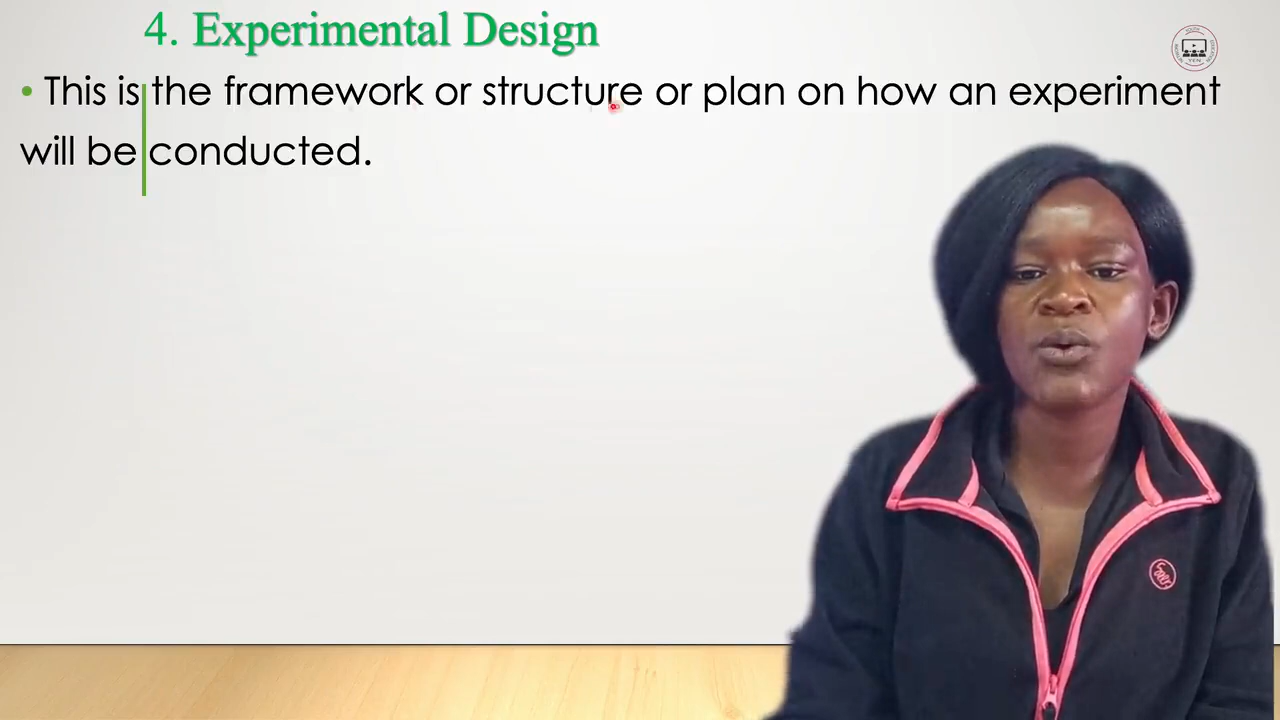 4. Experimental Design
• This is the framework or structure or plan on how an experiment
will be conducted.